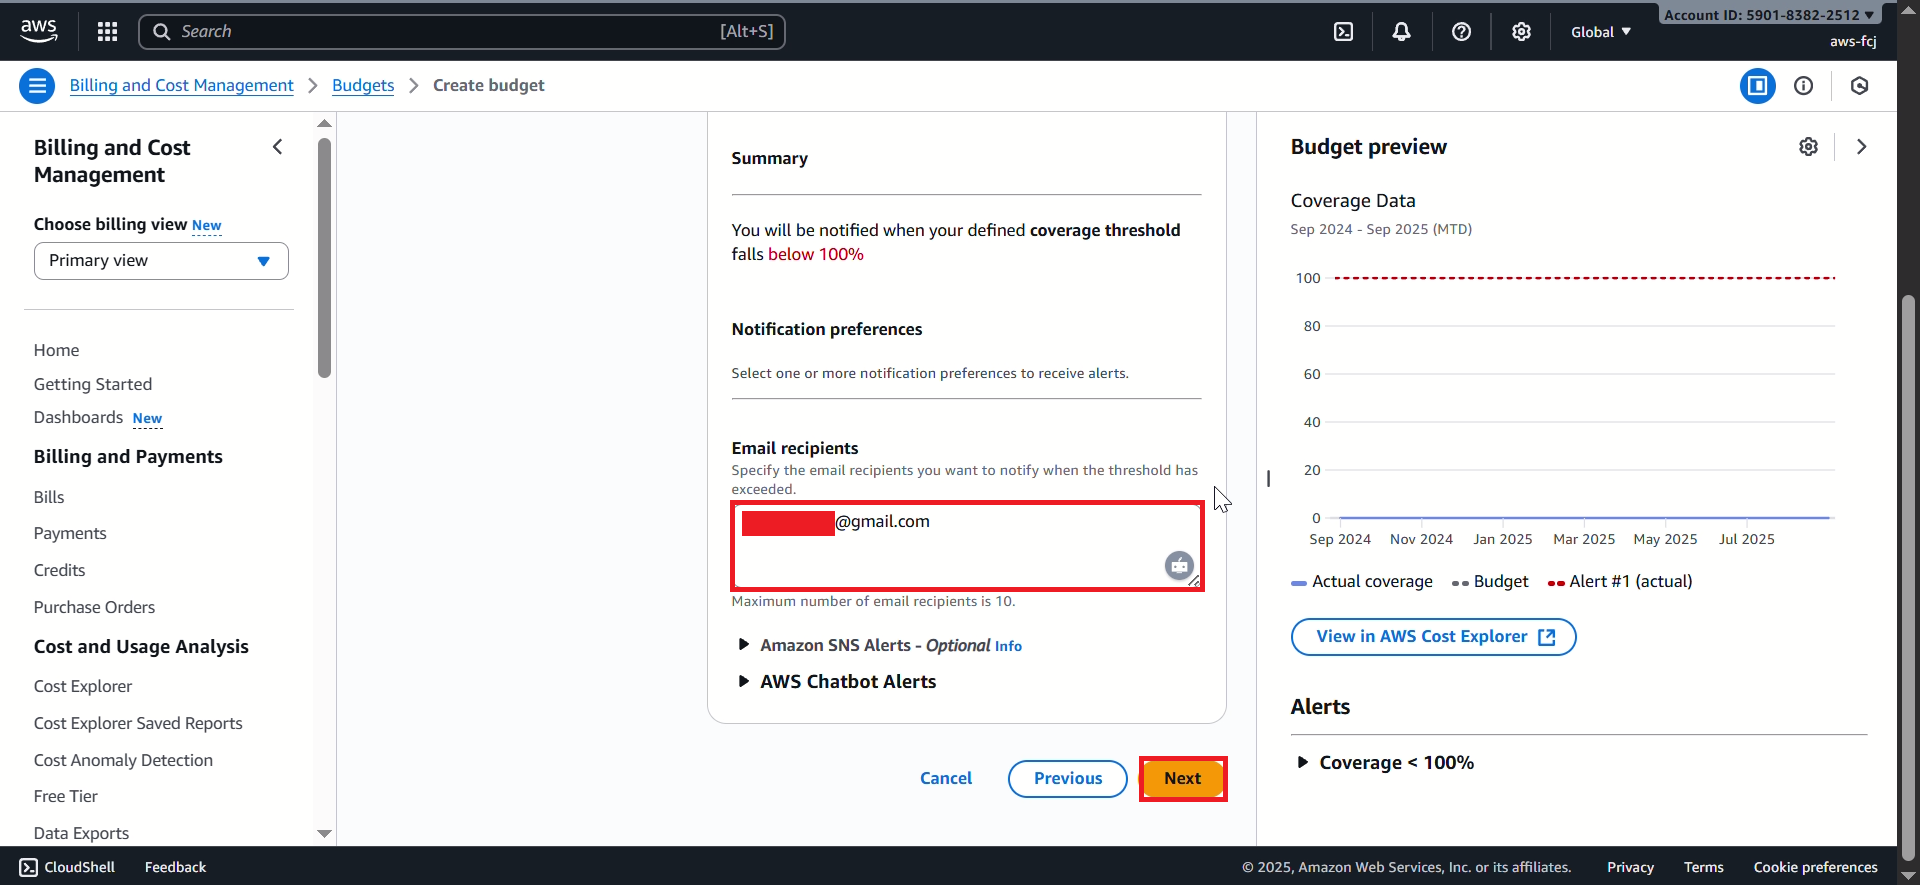 aws
Search
[Alt+S]
Global
Account ID: 5901-8382-2512
aws-fcj
Billing and Cost Management
Budgets
Create budget
Billing and Cost
Management
Choose billing view New
Primary view
Home
Getting Started
Dashboards New
Billing and Payments
Bills
Payments
Credits
Purchase Orders
Cost and Usage Analysis
Cost Explorer
Cost Explorer Saved Reports
Cost Anomaly Detection
Free Tier
Data Exports
Summary
You will be notified when your defined coverage threshold
falls below 100%
Notification preferences
Select one or more notification preferences to receive alerts.
Email recipients
Specify the email recipients you want to notify when the threshold has
exceeded.
@gmail.com
Maximum number of email recipients is 10.
Amazon SNS Alerts - Optional Info
AWS Chatbot Alerts
Cancel
Previous
Next
Budget preview
Coverage Data
Sep 2024 - Sep 2025 (MTD)
100
80
60
40
20
0
Sep 2024 Nov 2024 Jan 2025 Mar 2025 May 2025 Jul 2025
Actual coverage Budget Alert #1 (actual)
View in AWS Cost Explorer
Alerts
Coverage < 100%
CloudShell
Feedback
© 2025, Amazon Web Services, Inc. or its affiliates.
Privacy
Terms
Cookie preferences